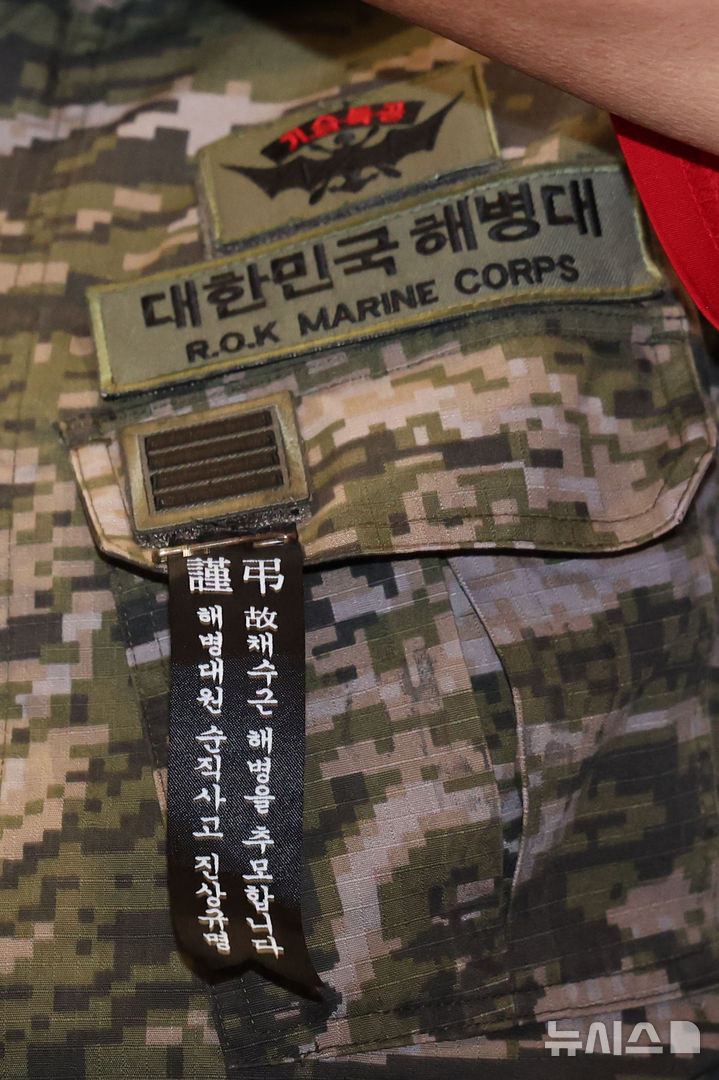 기습특공
대한민국 해병대
R.O.K MARINE CORPS
謹弔
故채수근 해병을 추모합니다
해병대원 순직사고 진상규명
뉴시스